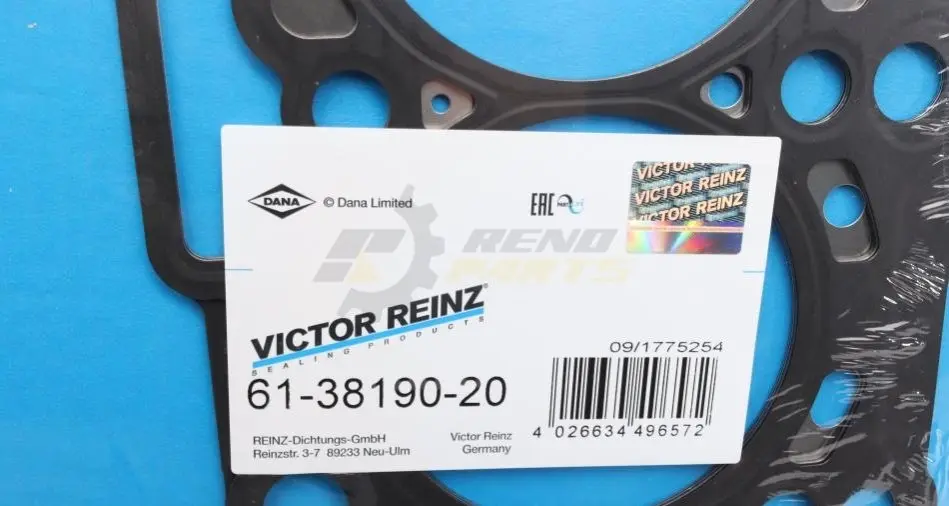 DANA
© Dana Limited
EAC
VICTOR REINZ
VICTOR REINZ
VICTOR REINZ
RENO
PARTS
VICTOR REINZ®
SEALING PRODUCTS
61-38190-20
09/1775254
4 026634 496572
REINZ-Dichtungs-GmbH
Reinzstr. 3-7 89233 Neu-Ulm
Victor Reinz
Germany